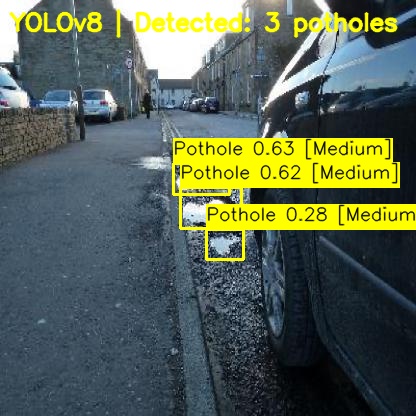 YOLOv8 | Detected: 3 potholes
Pothole 0.63 [Medium]
Pothole 0.62 [Medium]
Pothole 0.28 [Medium